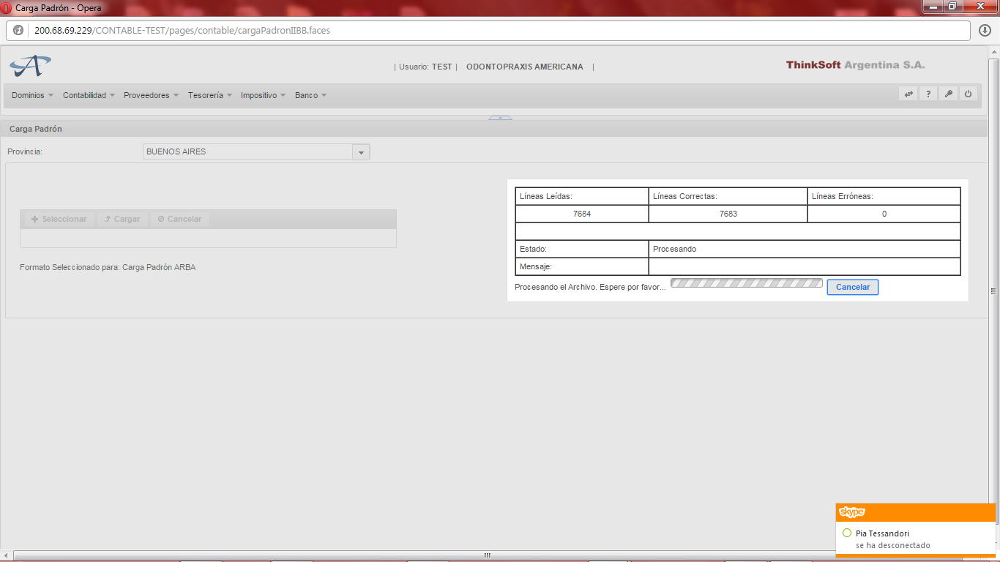 Carga Padrón - Opera
200.68.69.229/CONTABLE-TEST/pages/contable/cargaPadronIIBB.faces
| Usuario: TEST | ODONTOPRAXIS AMERICANA |
ThinkSoft Argentina S.A.
Dominios Contabilidad Proveedores Tesorería Impositivo Banco
?
Carga Padrón
Provincia: BUENOS AIRES
Seleccionar Cargar Cancelar
Formato Seleccionado para: Carga Padrón ARBA
Líneas Leídas: Líneas Correctas: Líneas Erróneas:
7684 7683 0
Estado: Procesando
Mensaje:
Procesando el Archivo. Espere por favor... Cancelar
skype
Pia Tessandori
se ha desconectado